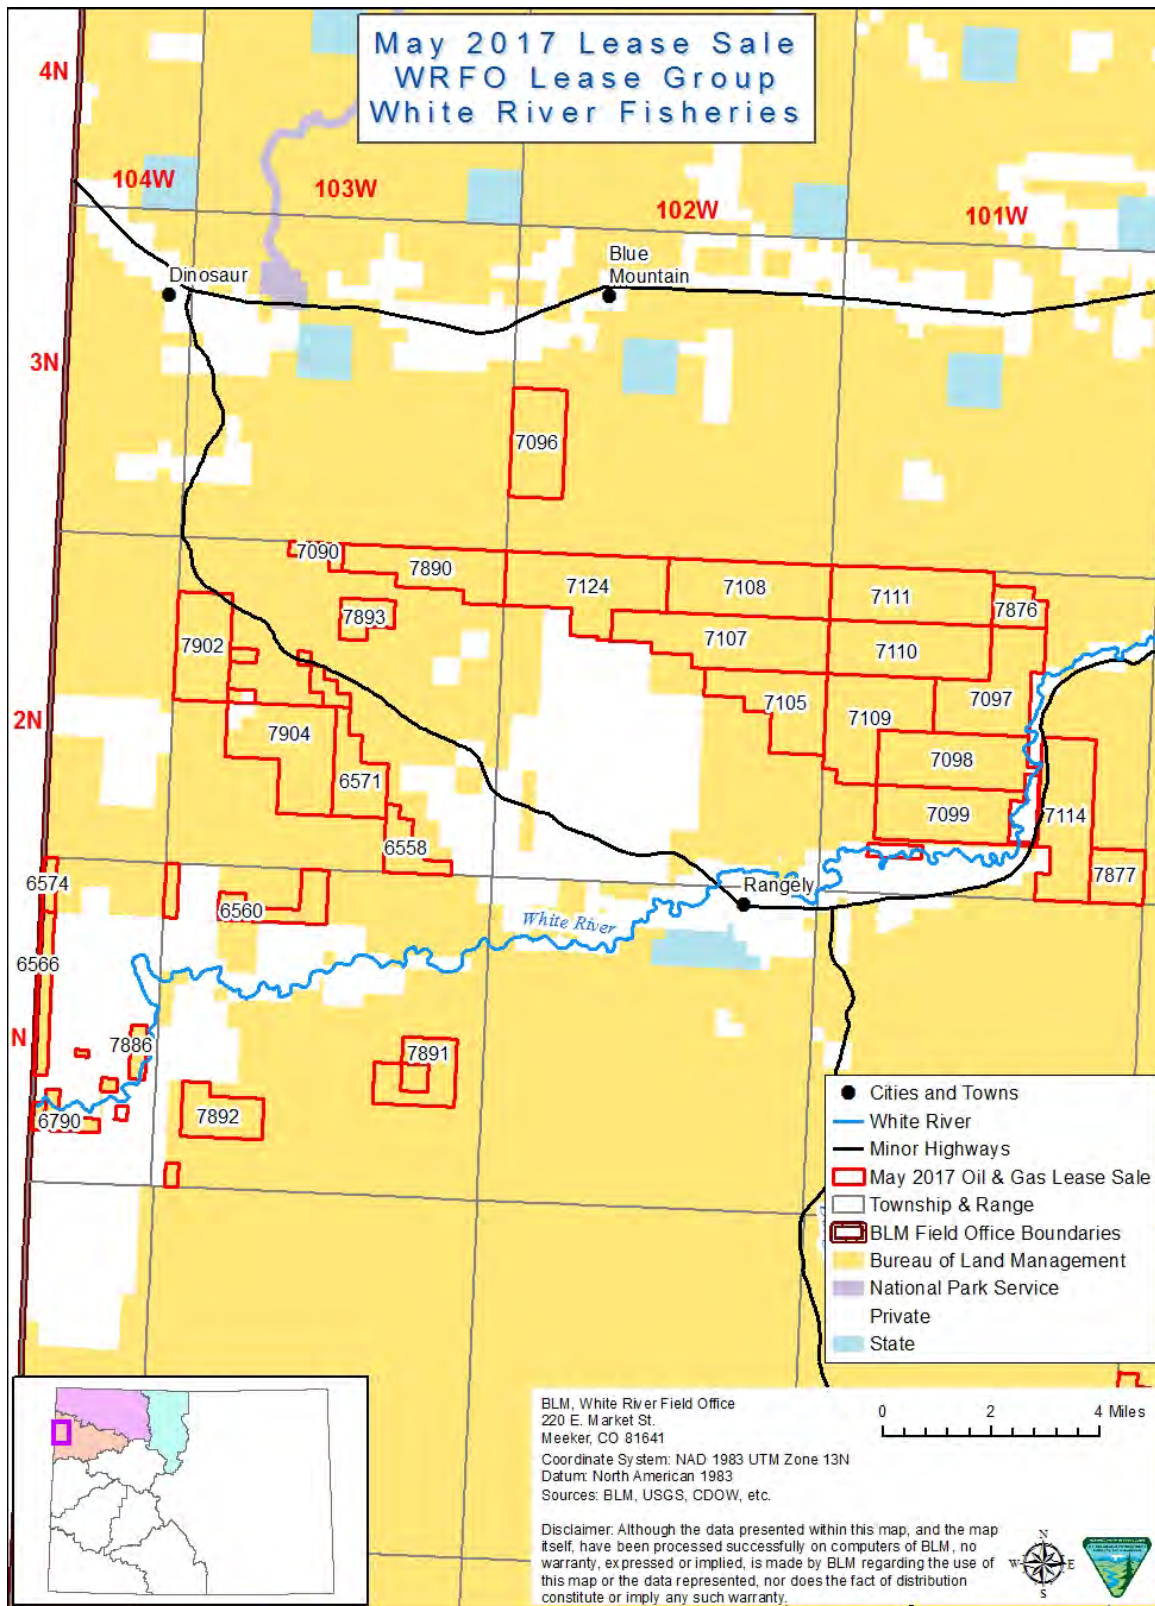 May 2017 Lease Sale
WRFO Lease Group
White River Fisheries
4N
104W
103W
102W
101W
Dinosaur
Blue
Mountain
3N
7096
7090
7890
7124
7108
7111
7876
7893
7902
7107
7110
7105
7109
7097
2N
7904
6571
7098
7099
7114
6558
7877
6574
6560
Rangely
White River
6566
N
7886
7891
6790
7892
Cities and Towns
White River
Minor Highways
May 2017 Oil & Gas Lease Sale
Township & Range
BLM Field Office Boundaries
Bureau of Land Management
National Park Service
Private
State
BLM, White River Field Office
220 E. Market St.
Meeker, CO 81641
Coordinate System: NAD 1983 UTM Zone 13N
Datum: North American 1983
Sources: BLM, USGS, CDOW, etc.
0 2 4 Miles
Disclaimer: Although the data presented within this map, and the map
itself, have been processed successfully on computers of BLM, no
warranty, expressed or implied, is made by BLM regarding the use of
this map or the data represented, nor does the fact of distribution
constitute or imply any such warranty.
N
W E
S